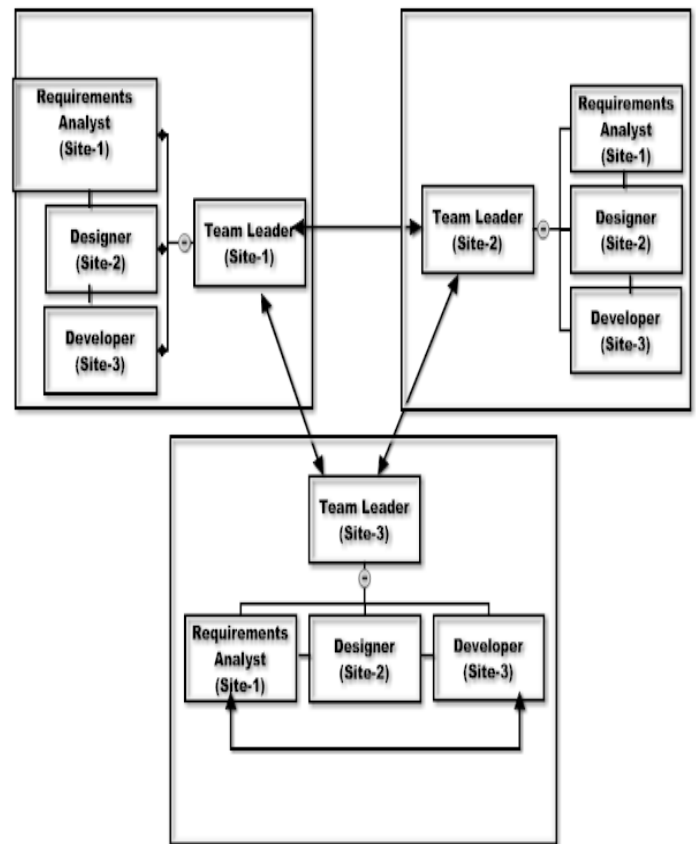 Requirements
Analyst
(Site-1)
Designer
(Site-2)
Developer
(Site-3)
Team Leader
(Site-1)
Team Leader
(Site-2)
Requirements
Analyst
(Site-1)
Designer
(Site-2)
Developer
(Site-3)
Team Leader
(Site-3)
Requirements
Analyst
(Site-1)
Designer
(Site-2)
Developer
(Site-3)